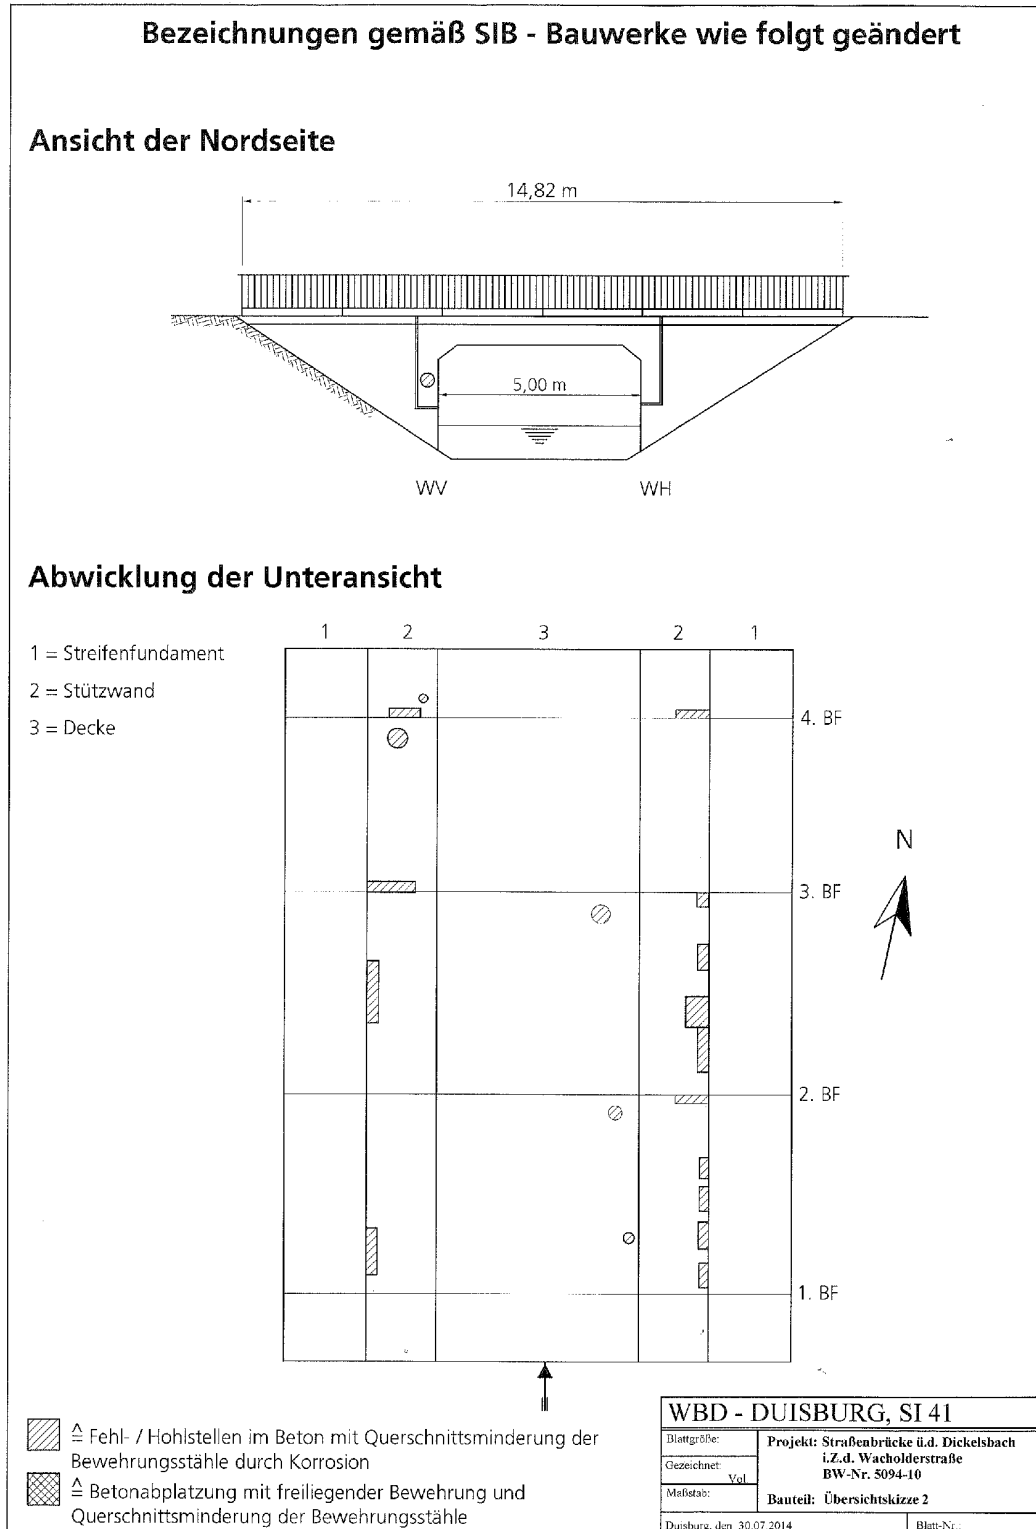 Bezeichnungen gemäß SIB - Bauwerke wie folgt geändert
Ansicht der Nordseite
14,82 m
5,00 m
WV
WH
Abwicklung der Unteransicht
1 = Streifenfundament
2 = Stützwand
3 = Decke
1 2 3 2 1
4. BF
N
3. BF
2. BF
1. BF
≙ Fehl- / Hohlstellen im Beton mit Querschnittsminderung der
Bewehrungsstähle durch Korrosion
≙ Betonabplatzung mit freiliegender Bewehrung und
Querschnittsminderung der Bewehrungsstähle
WBD - DUISBURG, SI 41
Blattgröße:
Gezeichnet:
Vol
Maßstab:
Projekt: Straßenbrücke ü.d. Dickelsbach
i.Z.d. Wacholderstraße
BW-Nr. 5094-10
Bauteil: Übersichtskizze 2
Duisburg, den 30.07.2014
Blatt-Nr.: